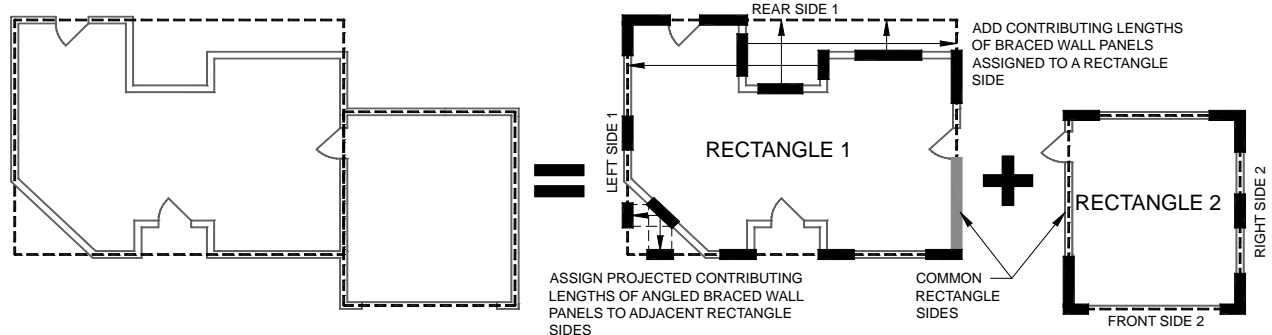 REAR SIDE 1
ADD CONTRIBUTING LENGTHS
OF BRACED WALL PANELS
ASSIGNED TO A RECTANGLE
SIDE
LEFT SIDE 1
RECTANGLE 1
RECTANGLE 2
RIGHT SIDE 2
ASSIGN PROJECTED CONTRIBUTING
LENGTHS OF ANGLED BRACED WALL
PANELS TO ADJACENT RECTANGLE
SIDES
COMMON
RECTANGLE
SIDES
FRONT SIDE 2